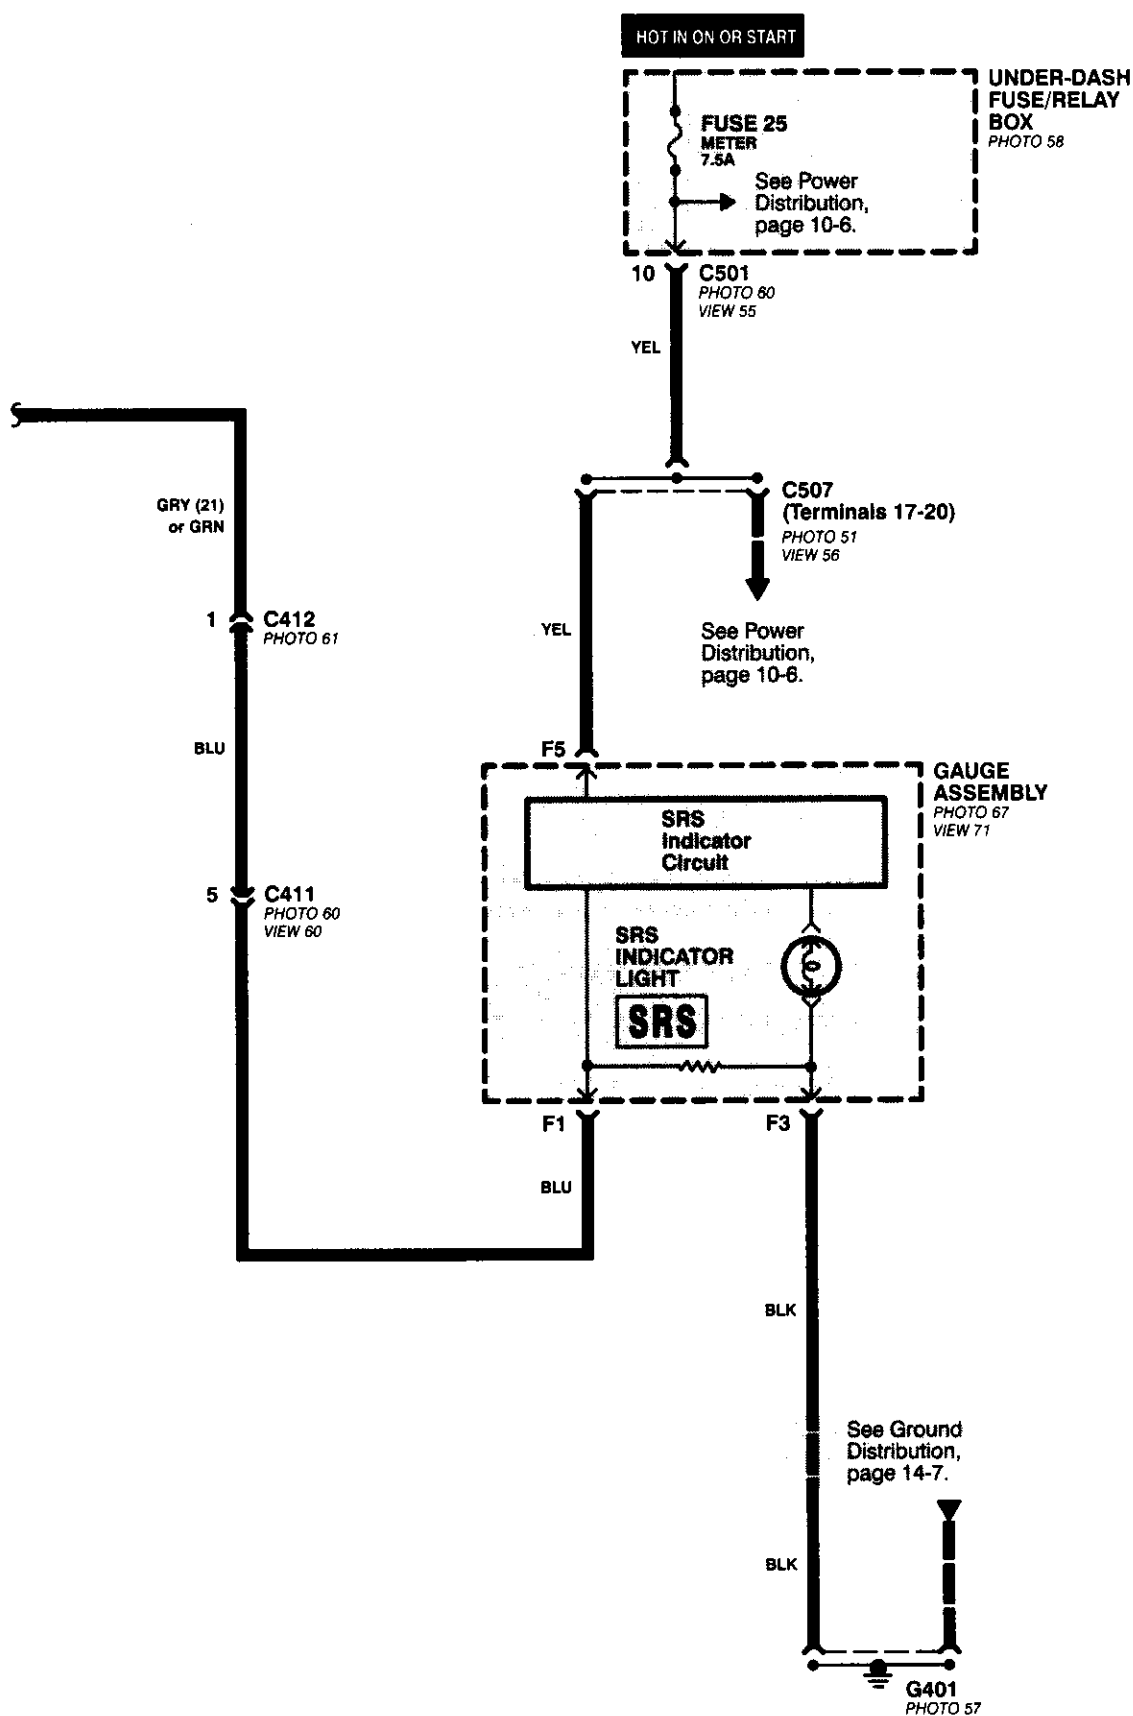 HOT IN ON OR START
UNDER-DASH
FUSE/RELAY
BOX
PHOTO 58
FUSE 25
METER
7.5A
See Power
Distribution,
page 10-6.
10
C501
PHOTO 60
VIEW 55
YEL
C507
(Terminals 17-20)
PHOTO 51
VIEW 56
GRY (21)
or GRN
1
C412
PHOTO 61
YEL
See Power
Distribution,
page 10-6.
BLU
F5
GAUGE
ASSEMBLY
PHOTO 67
VIEW 71
SRS
Indicator
Circuit
5
C411
PHOTO 60
VIEW 60
SRS
INDICATOR
LIGHT
SRS
F1
F3
BLU
BLK
See Ground
Distribution,
page 14-7.
BLK
G401
PHOTO 57